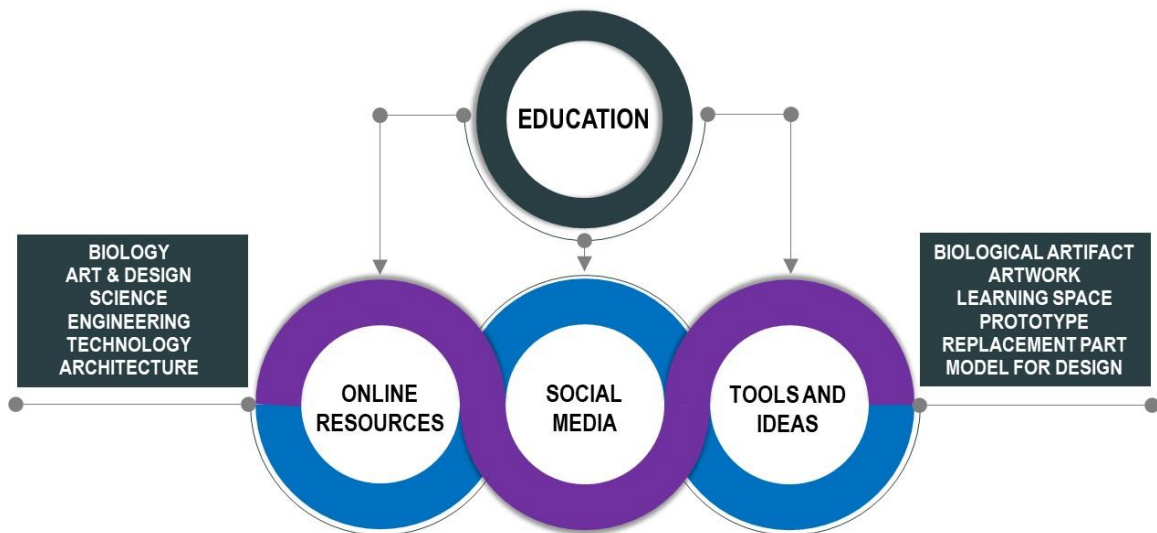 EDUCATION
BIOLOGY
ART & DESIGN
SCIENCE
ENGINEERING
TECHNOLOGY
ARCHITECTURE
ONLINE
RESOURCES
SOCIAL
MEDIA
TOOLS AND
IDEAS
BIOLOGICAL ARTIFACT
ARTWORK
LEARNING SPACE
PROTOTYPE
REPLACEMENT PART
MODEL FOR DESIGN